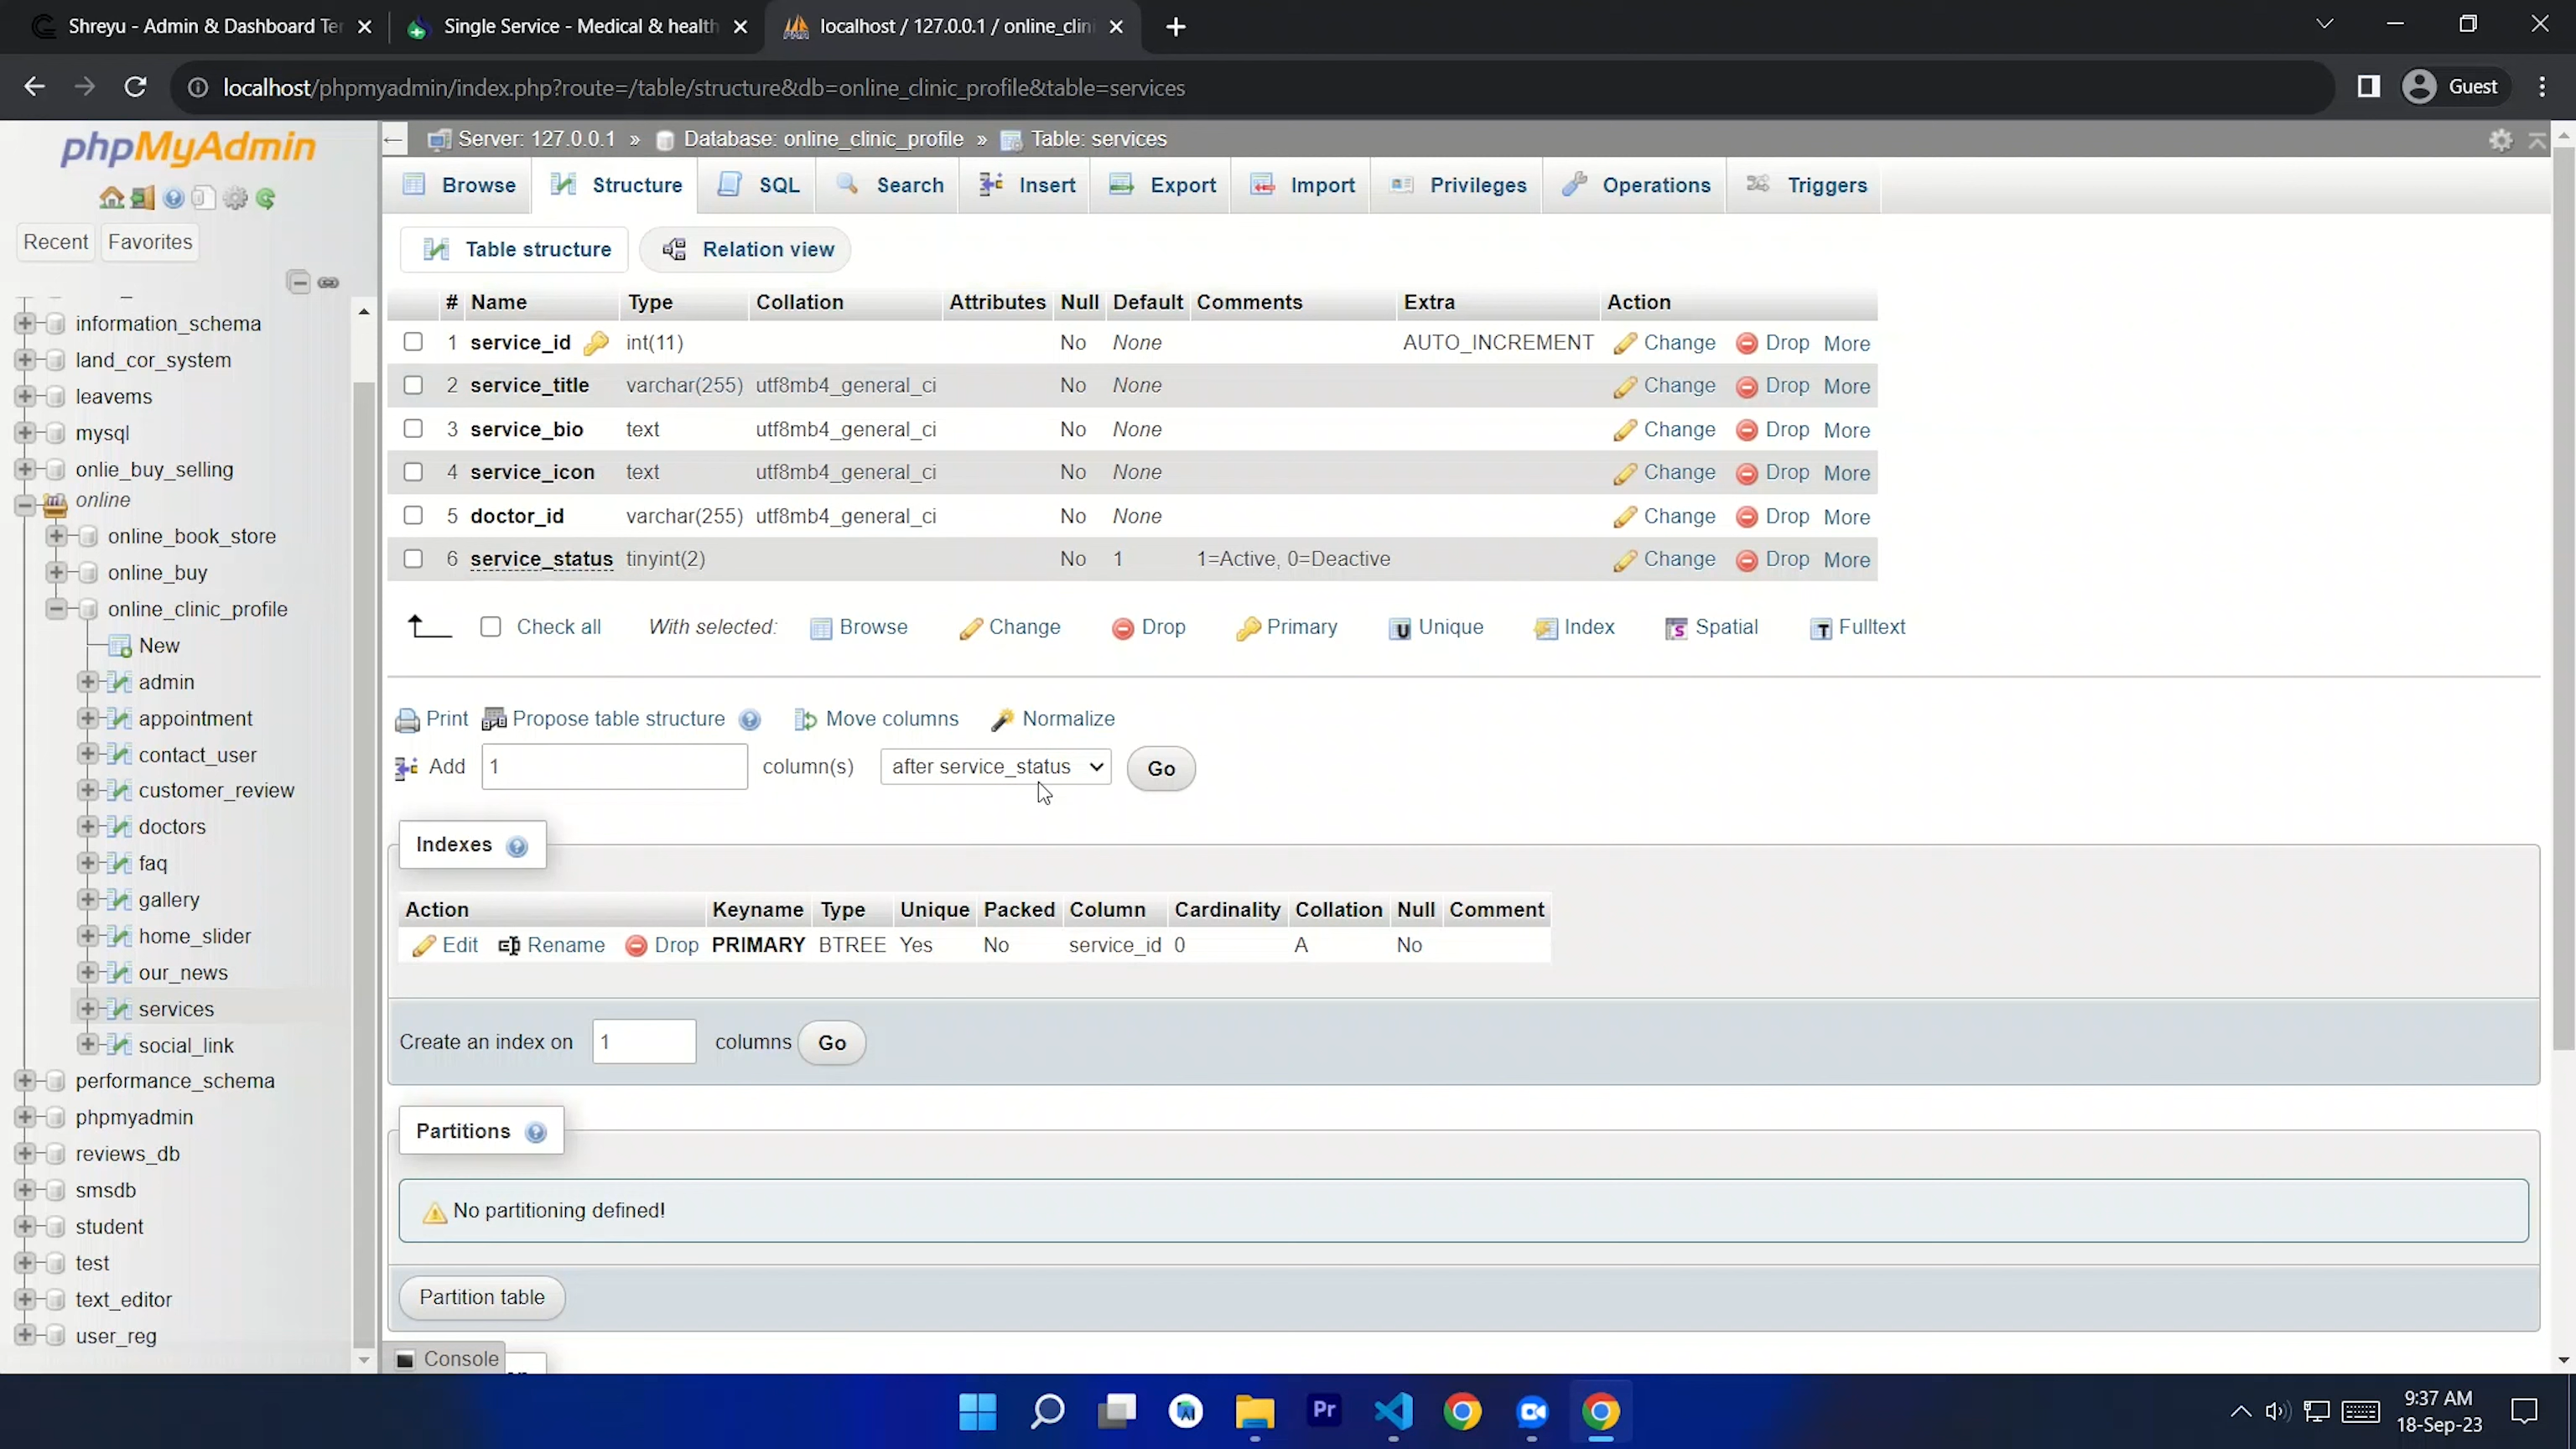 Shreyu - Admin & Dashboard Ter
Single Service - Medical & health
localhost / 127.0.0.1 / online_clini
localhost/phpmyadmin/index.php?route=/table/structure&db=online_clinic_profile&table=services
Guest
phpMyAdmin
Server: 127.0.0.1 » Database: online_clinic_profile » Table: services
Browse Structure SQL Search Insert Export Import Privileges Operations Triggers
Recent Favorites
Table structure Relation view
# Name Type Collation Attributes Null Default Comments Extra Action
1 service_id int(11) No None AUTO_INCREMENT Change Drop More
2 service_title varchar(255) utf8mb4_general_ci No None Change Drop More
3 service_bio text utf8mb4_general_ci No None Change Drop More
4 service_icon text utf8mb4_general_ci No None Change Drop More
5 doctor_id varchar(255) utf8mb4_general_ci No None Change Drop More
6 service_status tinyint(2) No 1 1=Active, 0=Deactive Change Drop More
Check all With selected: Browse Change Drop Primary Unique Index Spatial Fulltext
Print Propose table structure Move columns Normalize
Add 1 column(s) after service_status Go
Indexes
Action Keyname Type Unique Packed Column Cardinality Collation Null Comment
Edit Rename Drop PRIMARY BTREE Yes No service_id 0 A No
Create an index on 1 columns Go
Partitions
No partitioning defined!
Partition table
Console
information_schema
land_cor_system
leavems
mysql
onlie_buy_selling
online
online_book_store
online_buy
online_clinic_profile
New
admin
appointment
contact_user
customer_review
doctors
faq
gallery
home_slider
our_news
services
social_link
performance_schema
phpmyadmin
reviews_db
smsdb
student
test
text_editor
user_reg
Pr
9:37 AM
18-Sep-23